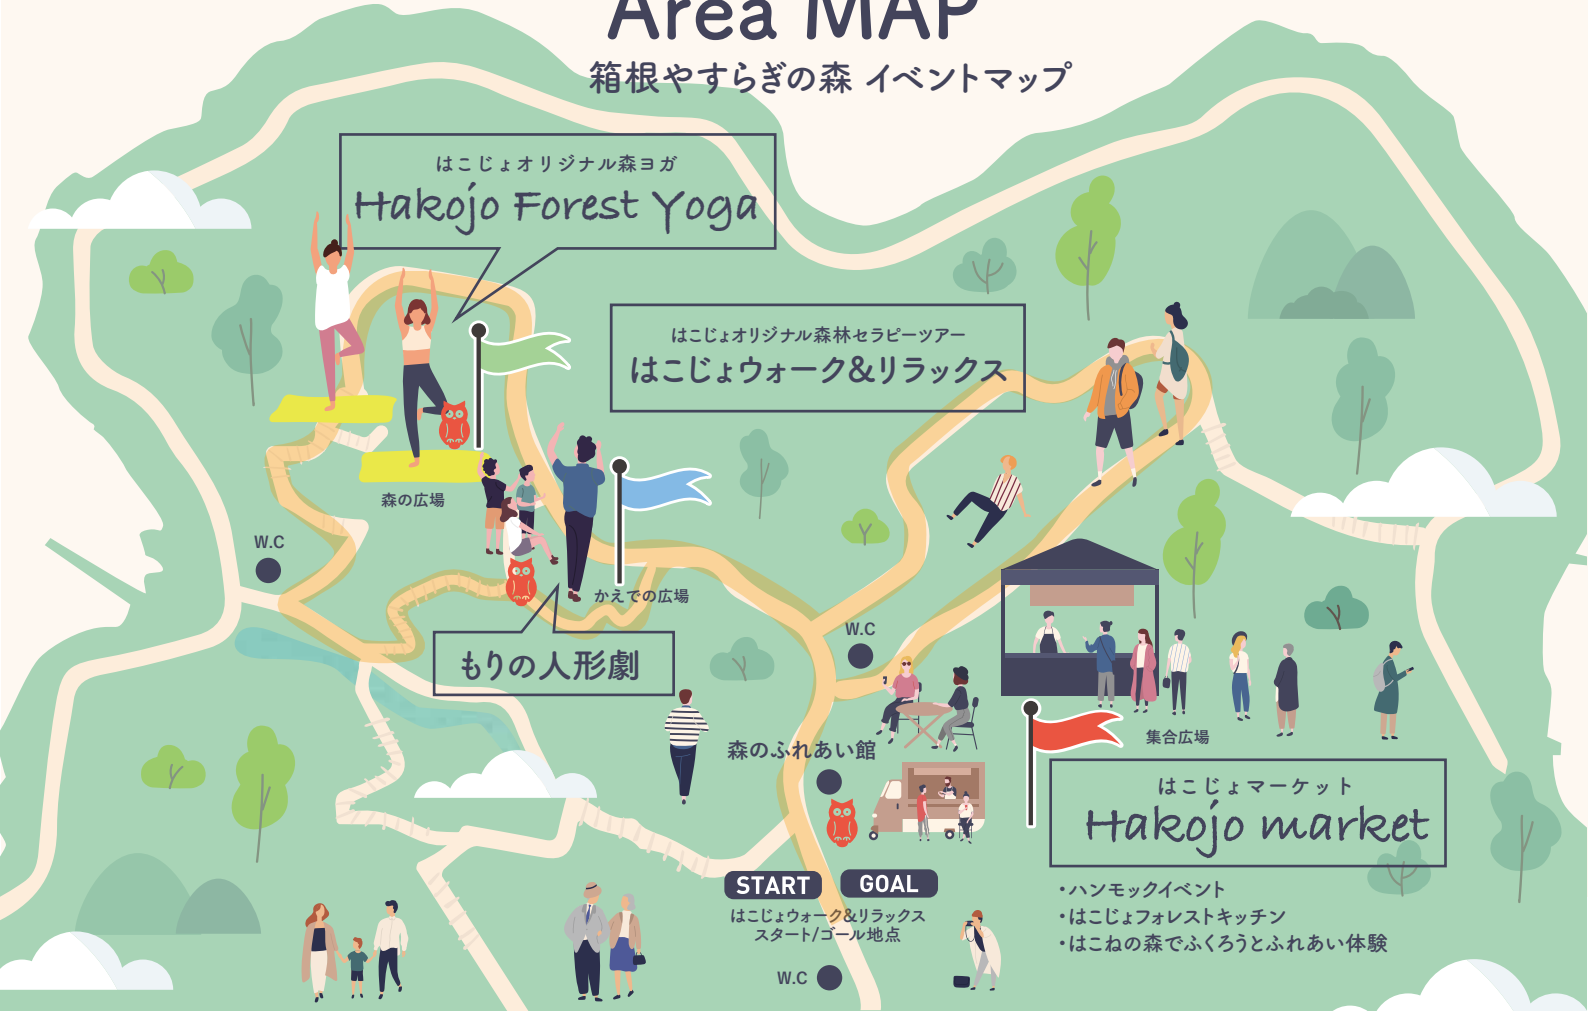 Area MAP
箱根やすらぎの森 イベントマップ
はこじょオリジナル森ヨガ
Hakojo Forest Yoga
はこじょオリジナル森林セラピーツアー
はこじょウォーク&リラックス
森の広場
W.C
かえでの広場
W.C
もりの人形劇
森のふれあい館
集合広場
はこじょマーケット
Hakojo market
START
GOAL
・ハンモックイベント
はこじょウォーク&リラックス
・はこじょフォレストキッチン
スタート/ゴール地点
・はこねの森でふくろうとふれあい体験
W.C